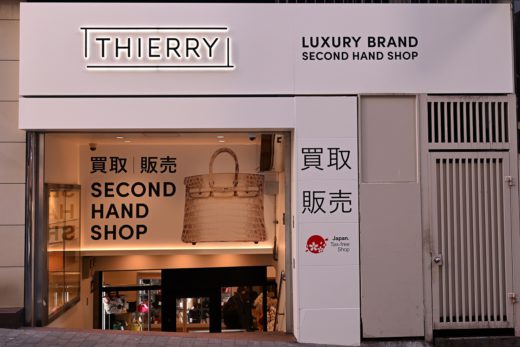 THIERRY
LUXURY BRAND
SECOND HAND SHOP
買取 | 販売
SECOND
HAND
SHOP
買取
販売
Japan.
Tax-free
Shop